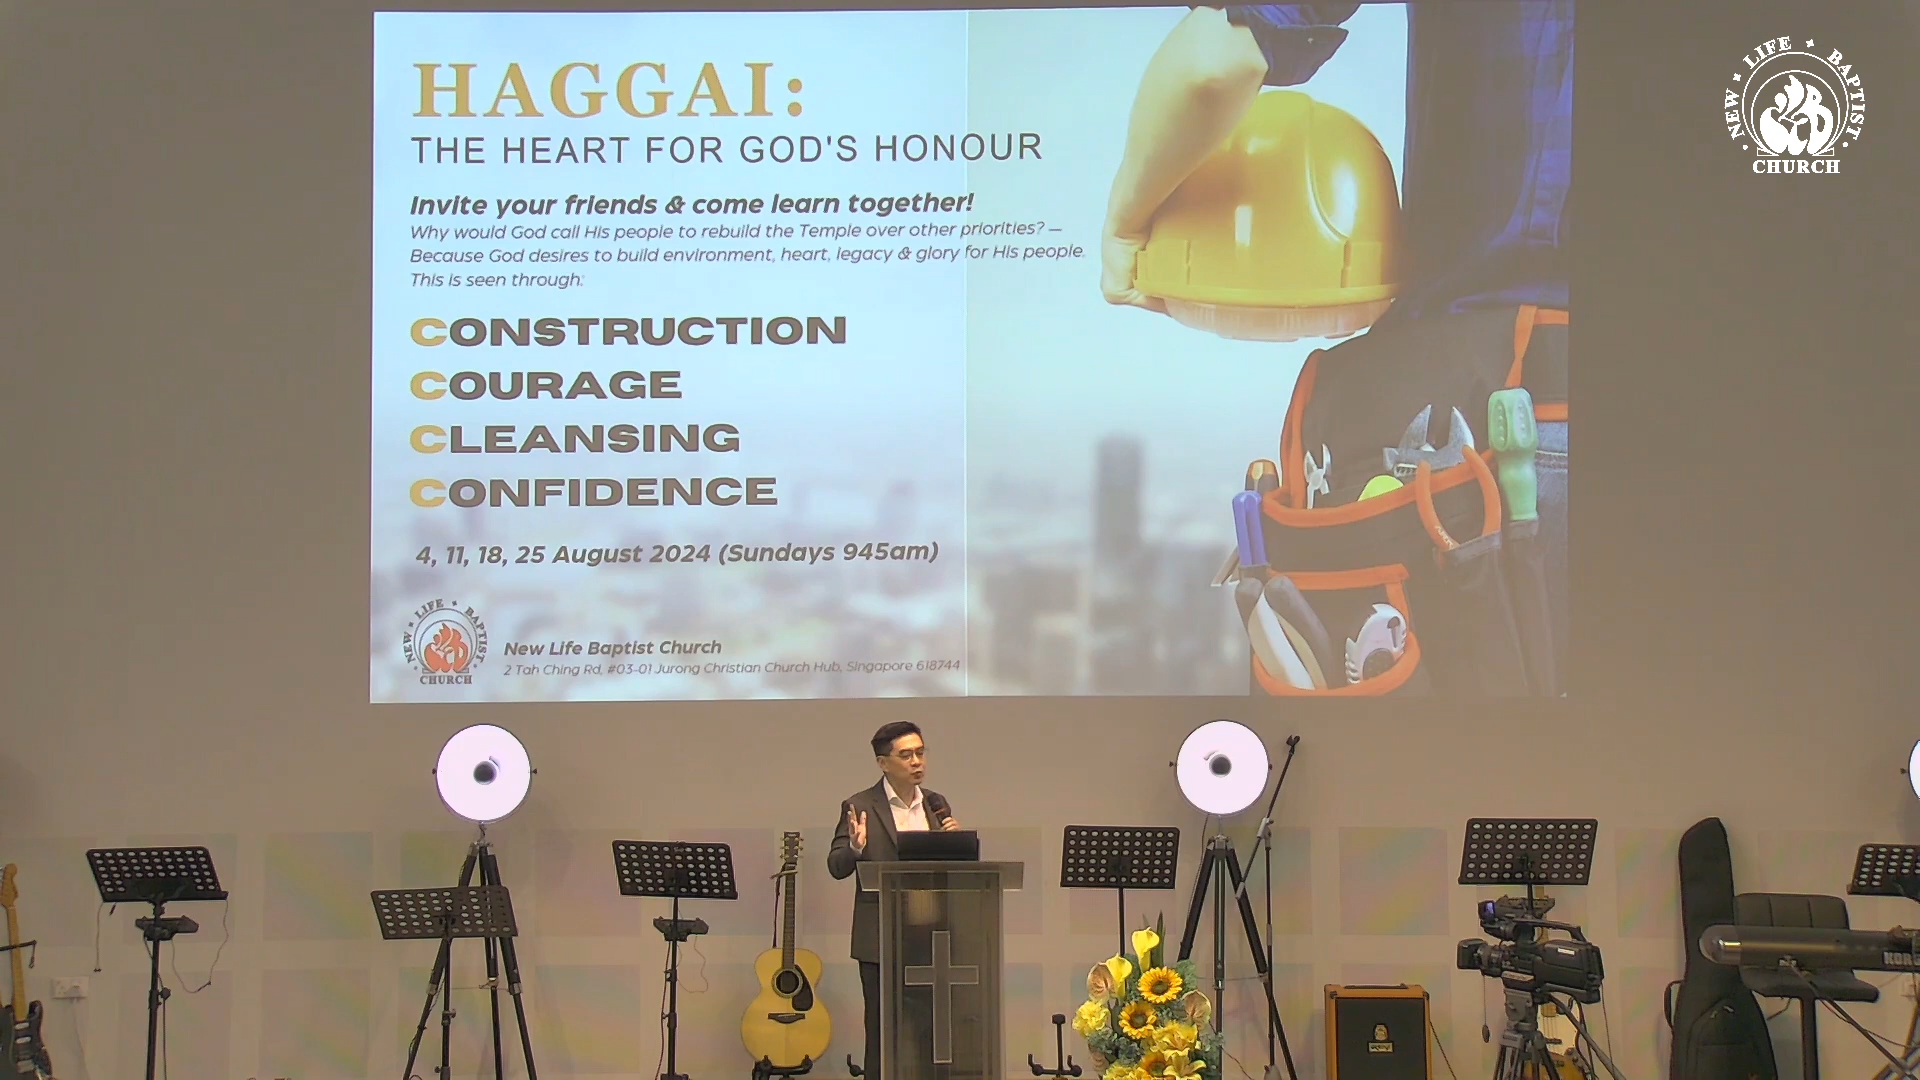 HAGGAI:
THE HEART FOR GOD'S HONOUR
Invite your friends & come learn together!
Why would God call His people to rebuild the Temple over other priorities? —
Because God desires to build environment, heart, legacy & glory for His people.
This is seen through:
CONSTRUCTION
COURAGE
CLEANSING
CONFIDENCE
4, 11, 18, 25 August 2024 (Sundays 945am)
NEW LIFE BAPTIST
CHURCH
New Life Baptist Church
2 Tah Ching Rd, #03-01 Jurong Christian Church Hub, Singapore 618744
NEW LIFE BAPTIST
CHURCH
KORG